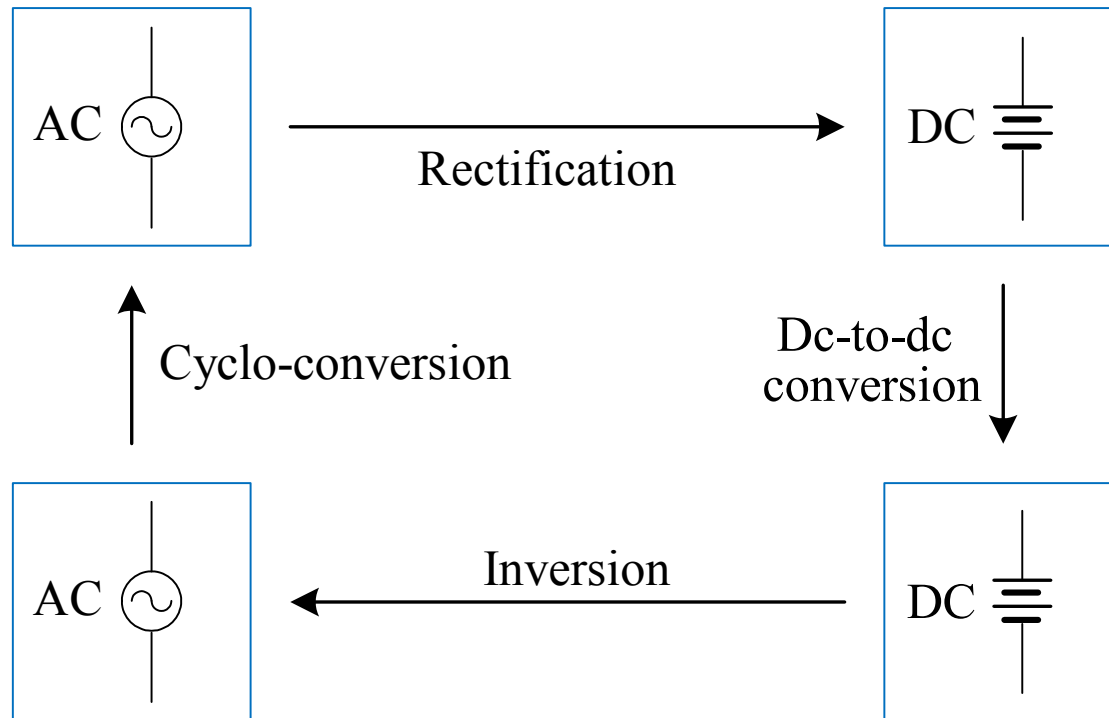 AC
DC
Rectification
Cyclo-conversion
Dc-to-dc
conversion
AC
Inversion
DC